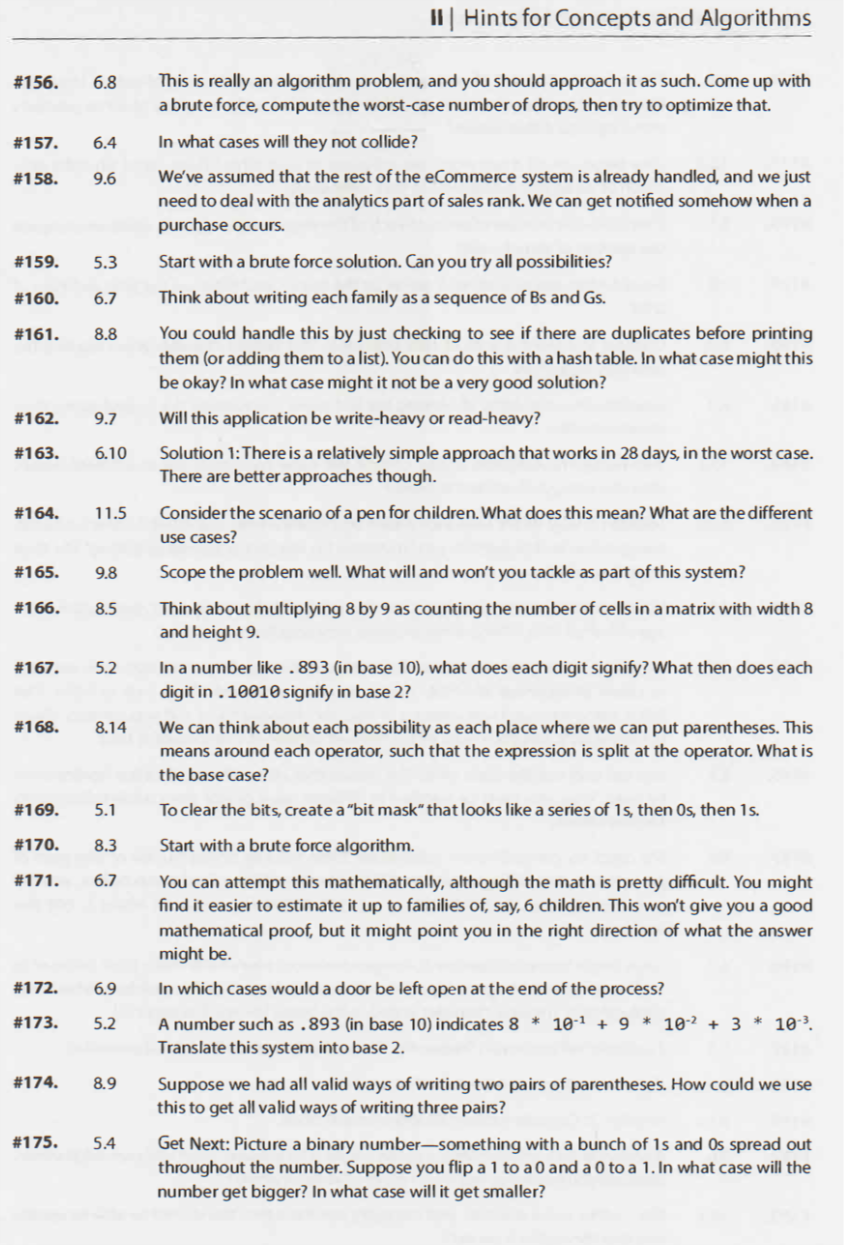 II | Hints for Concepts and Algorithms
#156. 6.8 This is really an algorithm problem, and you should approach it as such. Come up with
a brute force, compute the worst-case number of drops, then try to optimize that.
#157. 6.4 In what cases will they not collide?
#158. 9.6 We've assumed that the rest of the eCommerce system is already handled, and we just
need to deal with the analytics part of sales rank. We can get notified somehow when a
purchase occurs.
#159. 5.3 Start with a brute force solution. Can you try all possibilities?
#160. 6.7 Think about writing each family as a sequence of Bs and Gs.
#161. 8.8 You could handle this by just checking to see if there are duplicates before printing
them (or adding them to a list). You can do this with a hash table. In what case might this
be okay? In what case might it not be a very good solution?
#162. 9.7 Will this application be write-heavy or read-heavy?
#163. 6.10 Solution 1: There is a relatively simple approach that works in 28 days, in the worst case.
There are better approaches though.
#164. 11.5 Consider the scenario of a pen for children. What does this mean? What are the different
use cases?
#165. 9.8 Scope the problem well. What will and won't you tackle as part of this system?
#166. 8.5 Think about multiplying 8 by 9 as counting the number of cells in a matrix with width 8
and height 9.
#167. 5.2 In a number like .893 (in base 10), what does each digit signify? What then does each
digit in .10010 signify in base 2?
#168. 8.14 We can think about each possibility as each place where we can put parentheses. This
means around each operator, such that the expression is split at the operator. What is
the base case?
#169. 5.1 To clear the bits, create a "bit mask" that looks like a series of 1s, then 0s, then 1s.
#170. 8.3 Start with a brute force algorithm.
#171. 6.7 You can attempt this mathematically, although the math is pretty difficult. You might
find it easier to estimate it up to families of, say, 6 children. This won't give you a good
mathematical proof, but it might point you in the right direction of what the answer
might be.
#172. 6.9 In which cases would a door be left open at the end of the process?
#173. 5.2 A number such as .893 (in base 10) indicates 8 * 10⁻¹ + 9 * 10⁻² + 3 * 10⁻³.
Translate this system into base 2.
#174. 8.9 Suppose we had all valid ways of writing two pairs of parentheses. How could we use
this to get all valid ways of writing three pairs?
#175. 5.4 Get Next: Picture a binary number—something with a bunch of 1s and 0s spread out
throughout the number. Suppose you flip a 1 to a 0 and a 0 to a 1. In what case will the
number get bigger? In what case will it get smaller?